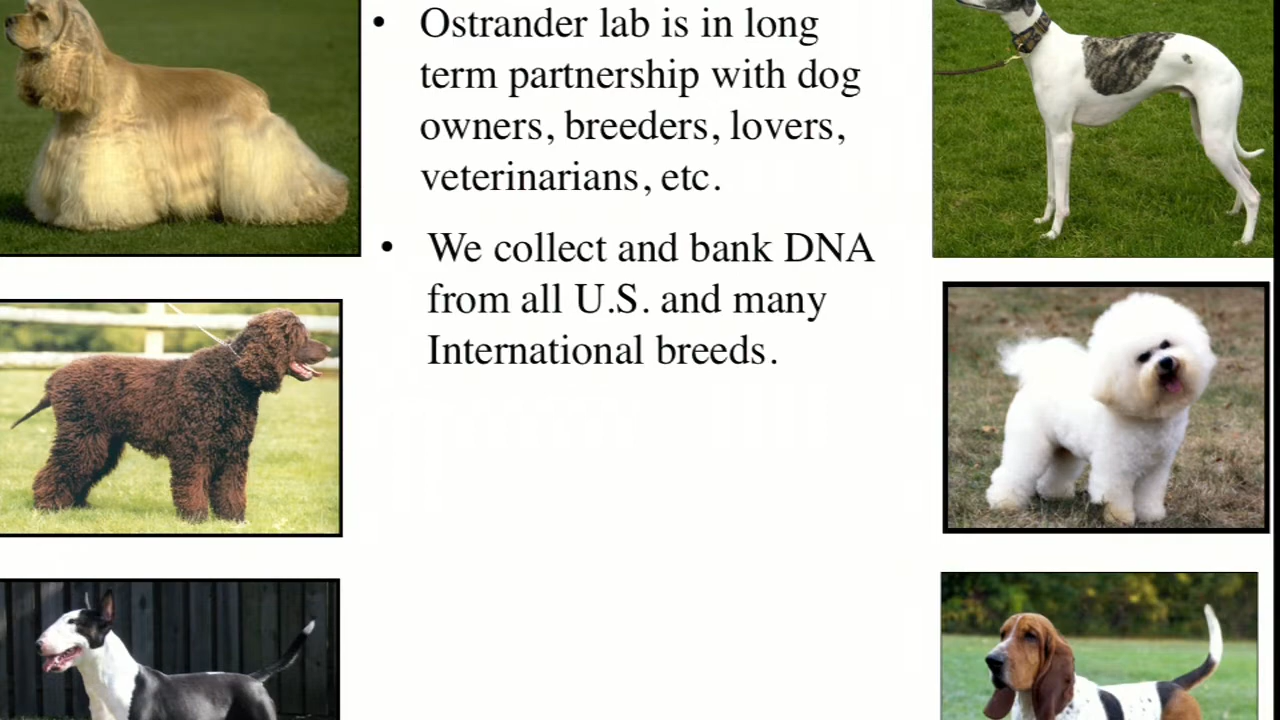 • Ostrander lab is in long
term partnership with dog
owners, breeders, lovers,
veterinarians, etc.
• We collect and bank DNA
from all U.S. and many
International breeds.